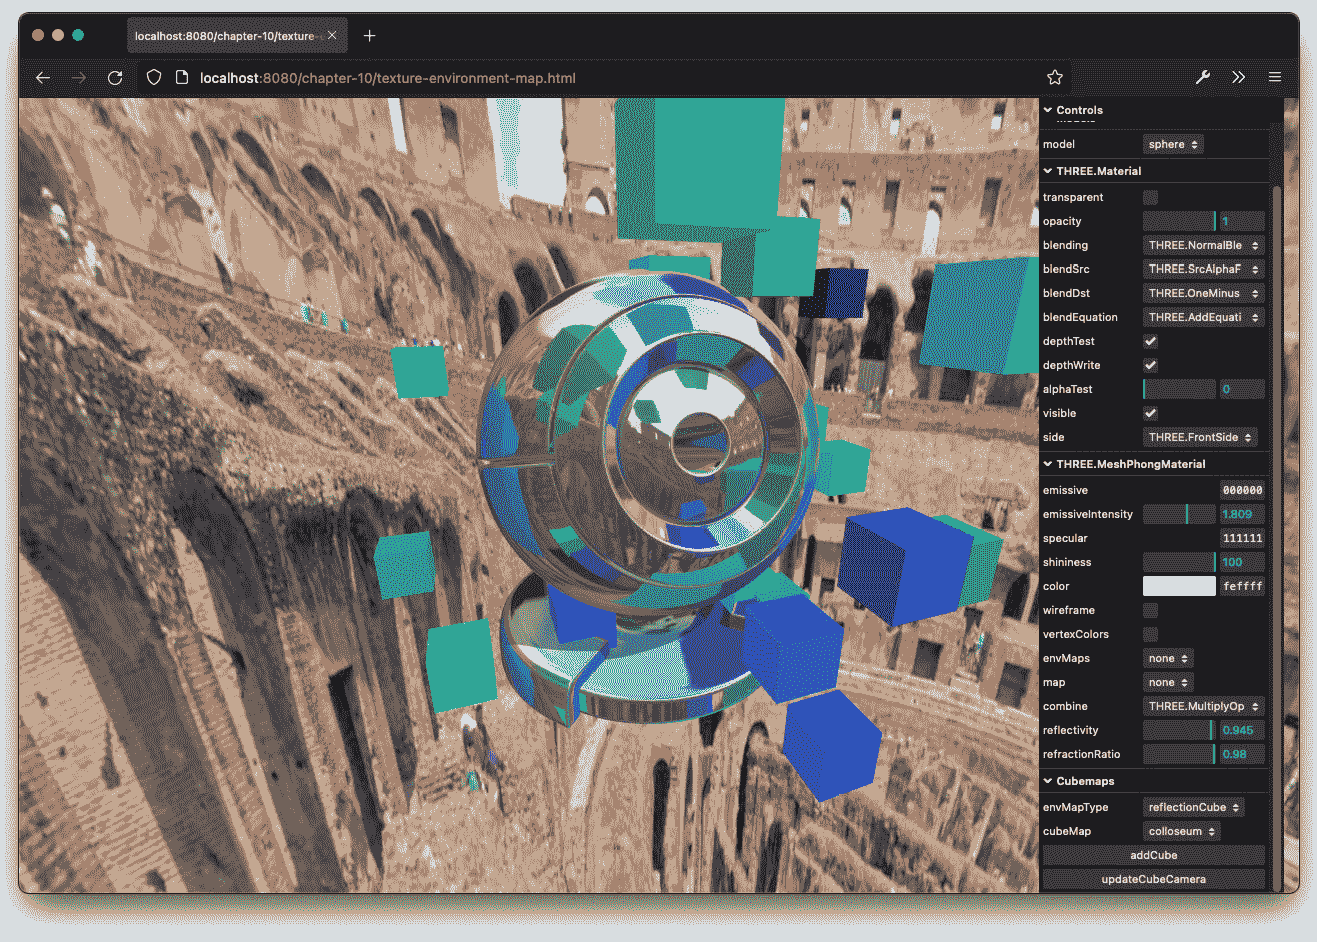 localhost:8080/chapter-10/texture-
localhost:8080/chapter-10/texture-environment-map.html
Controls
model sphere
THREE.Material
transparent
opacity 1
blending THREE.NormalBle
blendSrc THREE.SrcAlphaF
blendDst THREE.OneMinus
blendEquation THREE.AddEquati
depthTest
depthWrite
alphaTest 0
visible
side THREE.FrontSide
THREE.MeshPhongMaterial
emissive 000000
emissiveIntensity 1.809
specular 111111
shininess 100
color feffff
wireframe
vertexColors
envMaps none
map none
combine THREE.MultiplyOp
reflectivity 0.945
refractionRatio 0.98
Cubemaps
envMapType reflectionCube
cubeMap colloseum
addCube
updateCubeCamera